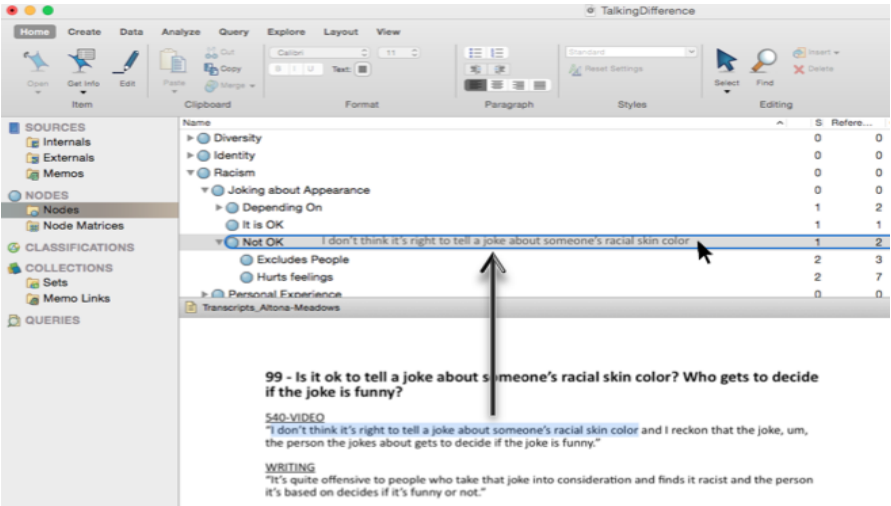 TalkingDifference
Home Create Data Analyze Query Explore Layout View
Open Get Info Edit
Item
Paste Cut Copy Merge
Clipboard
Calibri 11
B I U Text:
Format
Paragraph
Standard
Reset Settings
Styles
Select Find Insert Delete
Editing
SOURCES
Internals
Externals
Memos
NODES
Nodes
Node Matrices
CLASSIFICATIONS
COLLECTIONS
Sets
Memo Links
QUERIES
Name S Refere...
Diversity 0 0
Identity 0 0
Racism 0 0
Joking about Appearance 0 0
Depending On 1 2
It is OK 1 1
Not OK I don't think it's right to tell a joke about someone's racial skin color 1 2
Excludes People 2 3
Hurts feelings 2 7
Personal Experience 0 0
Transcripts_Altona-Meadows
99 - Is it ok to tell a joke about someone's racial skin color? Who gets to decide
if the joke is funny?
540-VIDEO
"I don't think it's right to tell a joke about someone's racial skin color and I reckon that the joke, um,
the person the jokes about gets to decide if the joke is funny."
WRITING
"It's quite offensive to people who take that joke into consideration and finds it racist and the person
it's based on decides if it's funny or not."